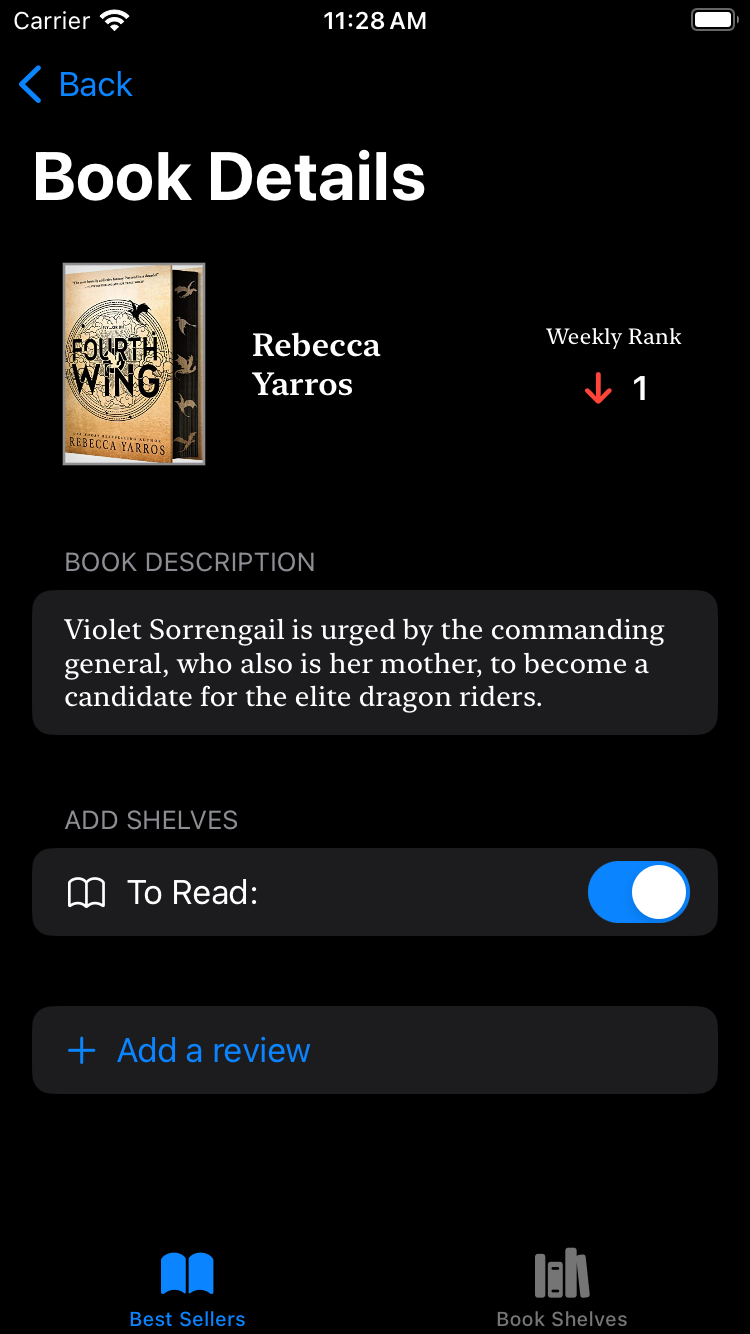 Carrier
11:28 AM
Back
Book Details
FOURTH
WING
REBECCA YARROS
Rebecca
Yarros
Weekly Rank
1
BOOK DESCRIPTION
Violet Sorrengail is urged by the commanding
general, who also is her mother, to become a
candidate for the elite dragon riders.
ADD SHELVES
To Read:
Add a review
Best Sellers
Book Shelves